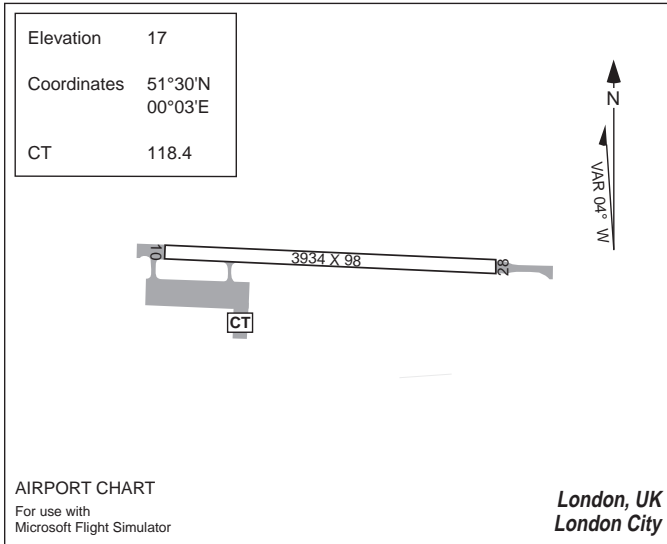 Elevation 17
Coordinates 51°30'N
00°03'E
CT 118.4
N
VAR 04° W
10
3934 X 98
28
CT
AIRPORT CHART
For use with
Microsoft Flight Simulator
London, UK
London City